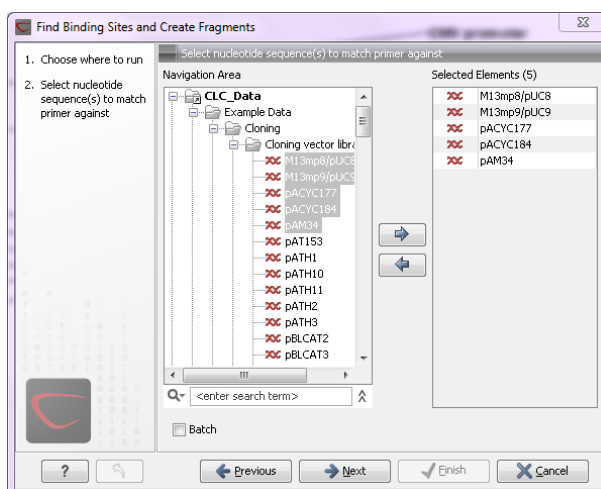 Find Binding Sites and Create Fragments
1. Choose where to run
2. Select nucleotide
sequence(s) to match
primer against
Select nucleotide sequence(s) to match primer against
Navigation Area
CLC_Data
Example Data
Cloning
Cloning vector libra
M13mp8/pUC8
M13mp9/pUC9
pACYC177
pACYC184
pAM34
pAT153
pATH1
pATH10
pATH11
pATH2
pATH3
pBLCAT2
pBLCAT3
<enter search term>
Batch
Selected Elements (5)
M13mp8/pUC8
M13mp9/pUC9
pACYC177
pACYC184
pAM34
?
Previous
Next
Finish
Cancel